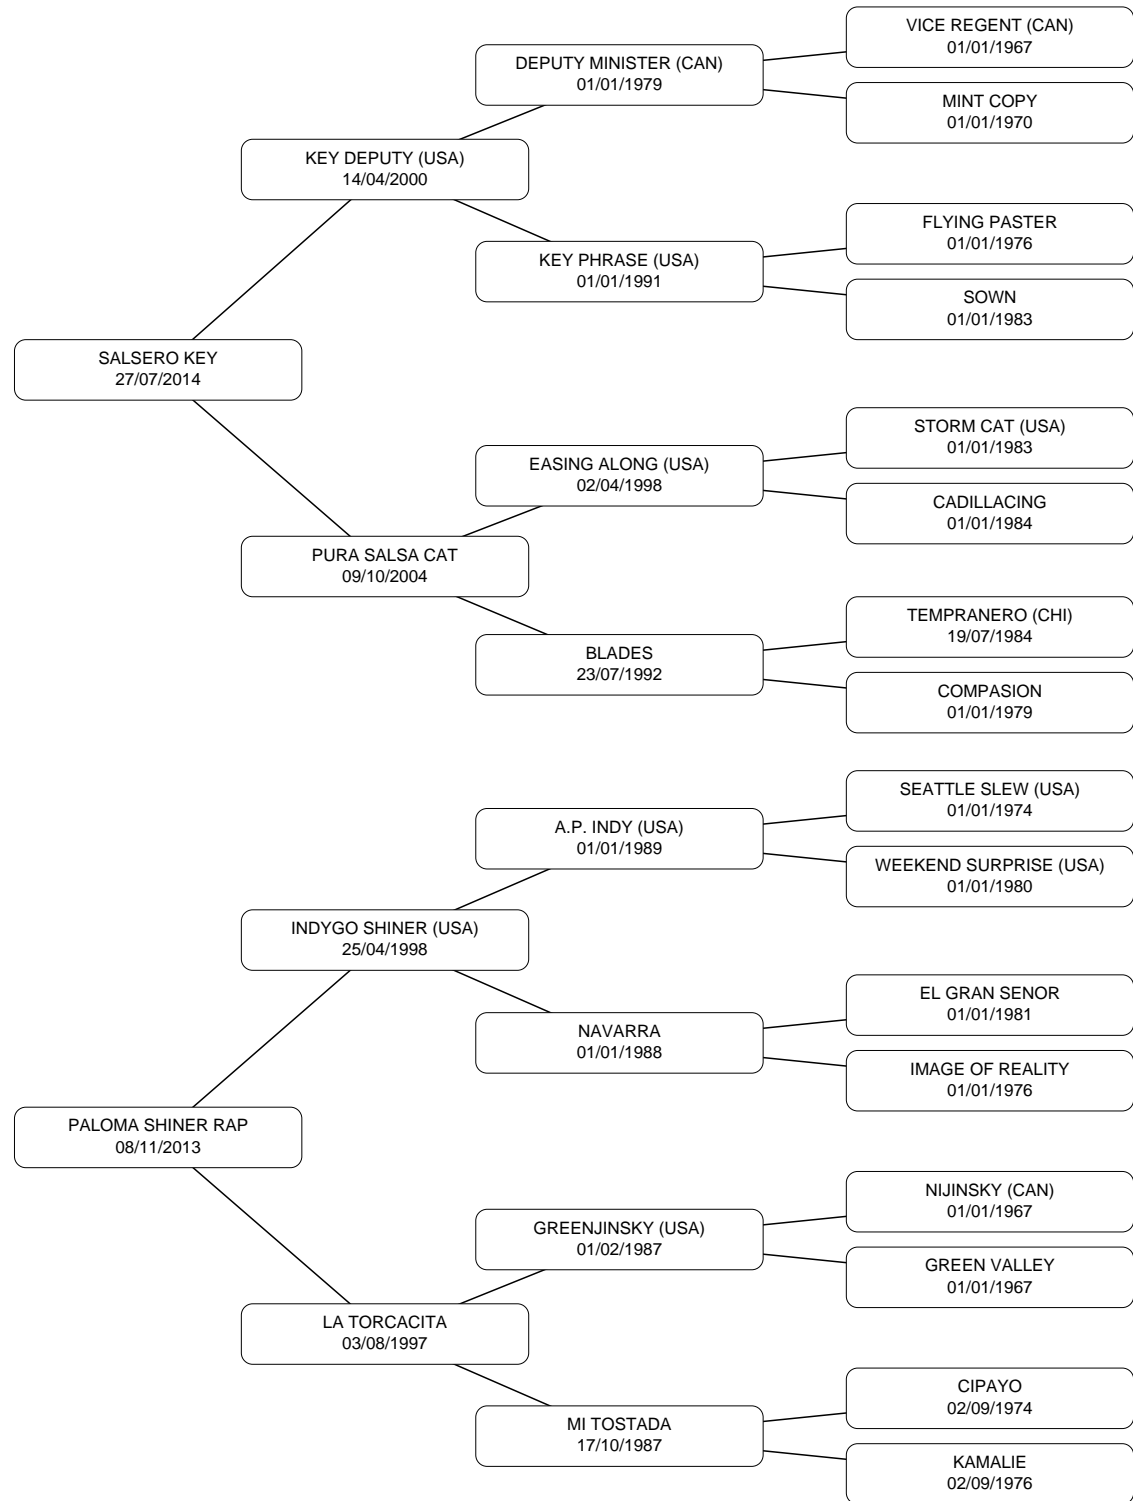 VICE REGENT (CAN)
01/01/1967
DEPUTY MINISTER (CAN)
01/01/1979
MINT COPY
01/01/1970
KEY DEPUTY (USA)
14/04/2000
FLYING PASTER
01/01/1976
KEY PHRASE (USA)
01/01/1991
SOWN
01/01/1983
SALSERO KEY
27/07/2014
STORM CAT (USA)
01/01/1983
EASING ALONG (USA)
02/04/1998
CADILLACING
01/01/1984
PURA SALSA CAT
09/10/2004
TEMPRANERO (CHI)
19/07/1984
BLADES
23/07/1992
COMPASION
01/01/1979
SEATTLE SLEW (USA)
01/01/1974
A.P. INDY (USA)
01/01/1989
WEEKEND SURPRISE (USA)
01/01/1980
INDYGO SHINER (USA)
25/04/1998
EL GRAN SENOR
01/01/1981
NAVARRA
01/01/1988
IMAGE OF REALITY
01/01/1976
PALOMA SHINER RAP
08/11/2013
NIJINSKY (CAN)
01/01/1967
GREENJINSKY (USA)
01/02/1987
GREEN VALLEY
01/01/1967
LA TORCACITA
03/08/1997
CIPAYO
02/09/1974
MI TOSTADA
17/10/1987
KAMALIE
02/09/1976